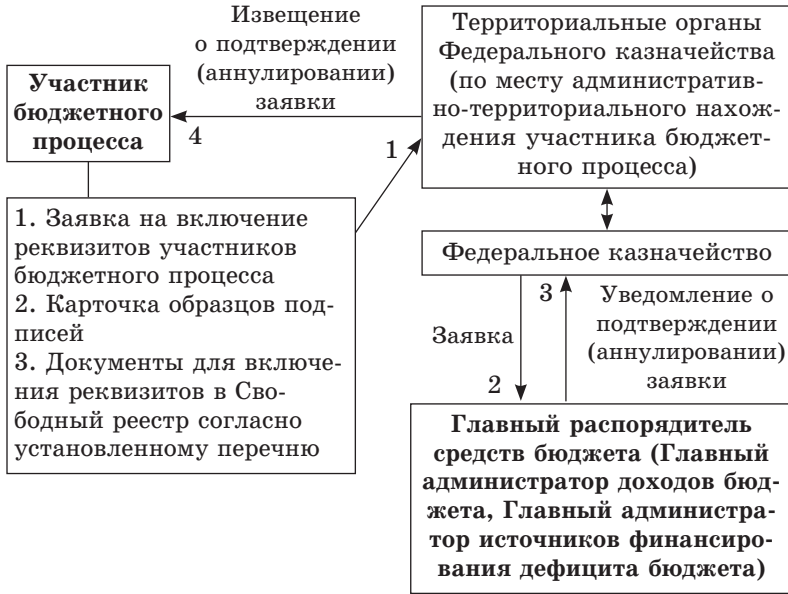 Извещение
о подтверждении
(аннулировании)
заявки
Территориальные органы
Федерального казначейства
(по месту административ-
но-территориального нахож-
дения участника бюджет-
ного процесса)
Участник
бюджетного
процесса
4
1
1. Заявка на включение
реквизитов участников
бюджетного процесса
2. Карточка образцов под-
писей
3. Документы для включе-
ния реквизитов в Сво-
бодный реестр согласно
установленному перечню
Федеральное казначейство
Заявка
2
3
Уведомление о
подтверждении
(аннулировании)
заявки
Главный распорядитель
средств бюджета (Главный
администратор доходов бюд-
жета, Главный администра-
тор источников финансиро-
вания дефицита бюджета)